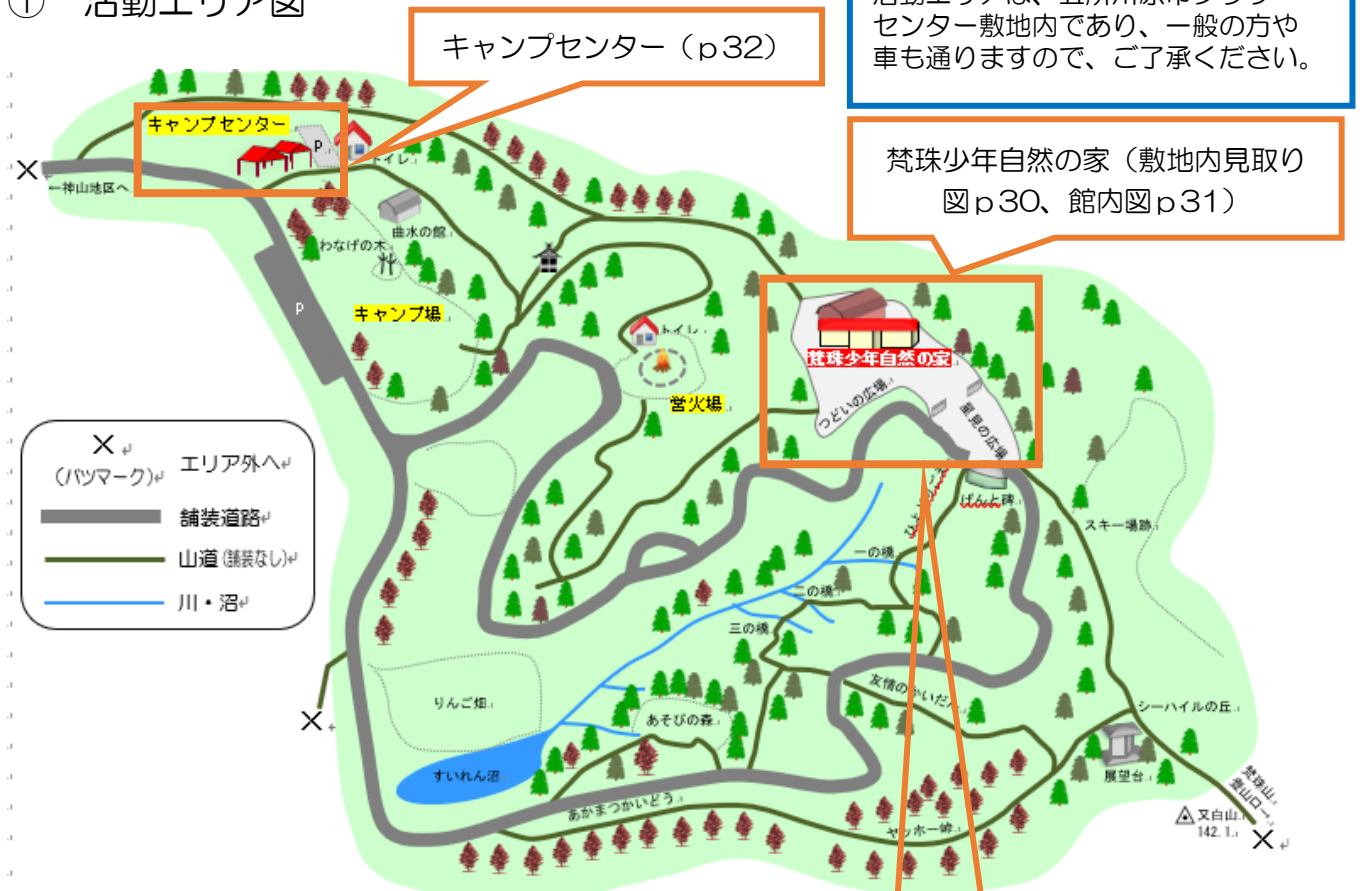 ① 活動エリア図
センター敷地内であり、一般の方や
車も通りますので、ご了承ください。
キャンプセンター（p32）
梵珠少年自然の家（敷地内見取り
図p30、館内図p31）
キャンプセンター
P
トイレ
←神山地区へ
曲水の館
わなげの木
キャンプ場
P
トイレ
営火場
梵珠少年自然の家
つどいの広場
星見の広場
ぼんと碑
スキー場跡
×
(バツマーク)
エリア外へ
舗装道路
山道(舗装なし)
川・沼
一の橋
二の橋
三の橋
友情のかいだん
りんご畑
あそびの森
シーハイルの丘
すいれん沼
展望台
あかまつかいどう
ヤッホー峠
梵珠山
登山口→
又白山
142.1